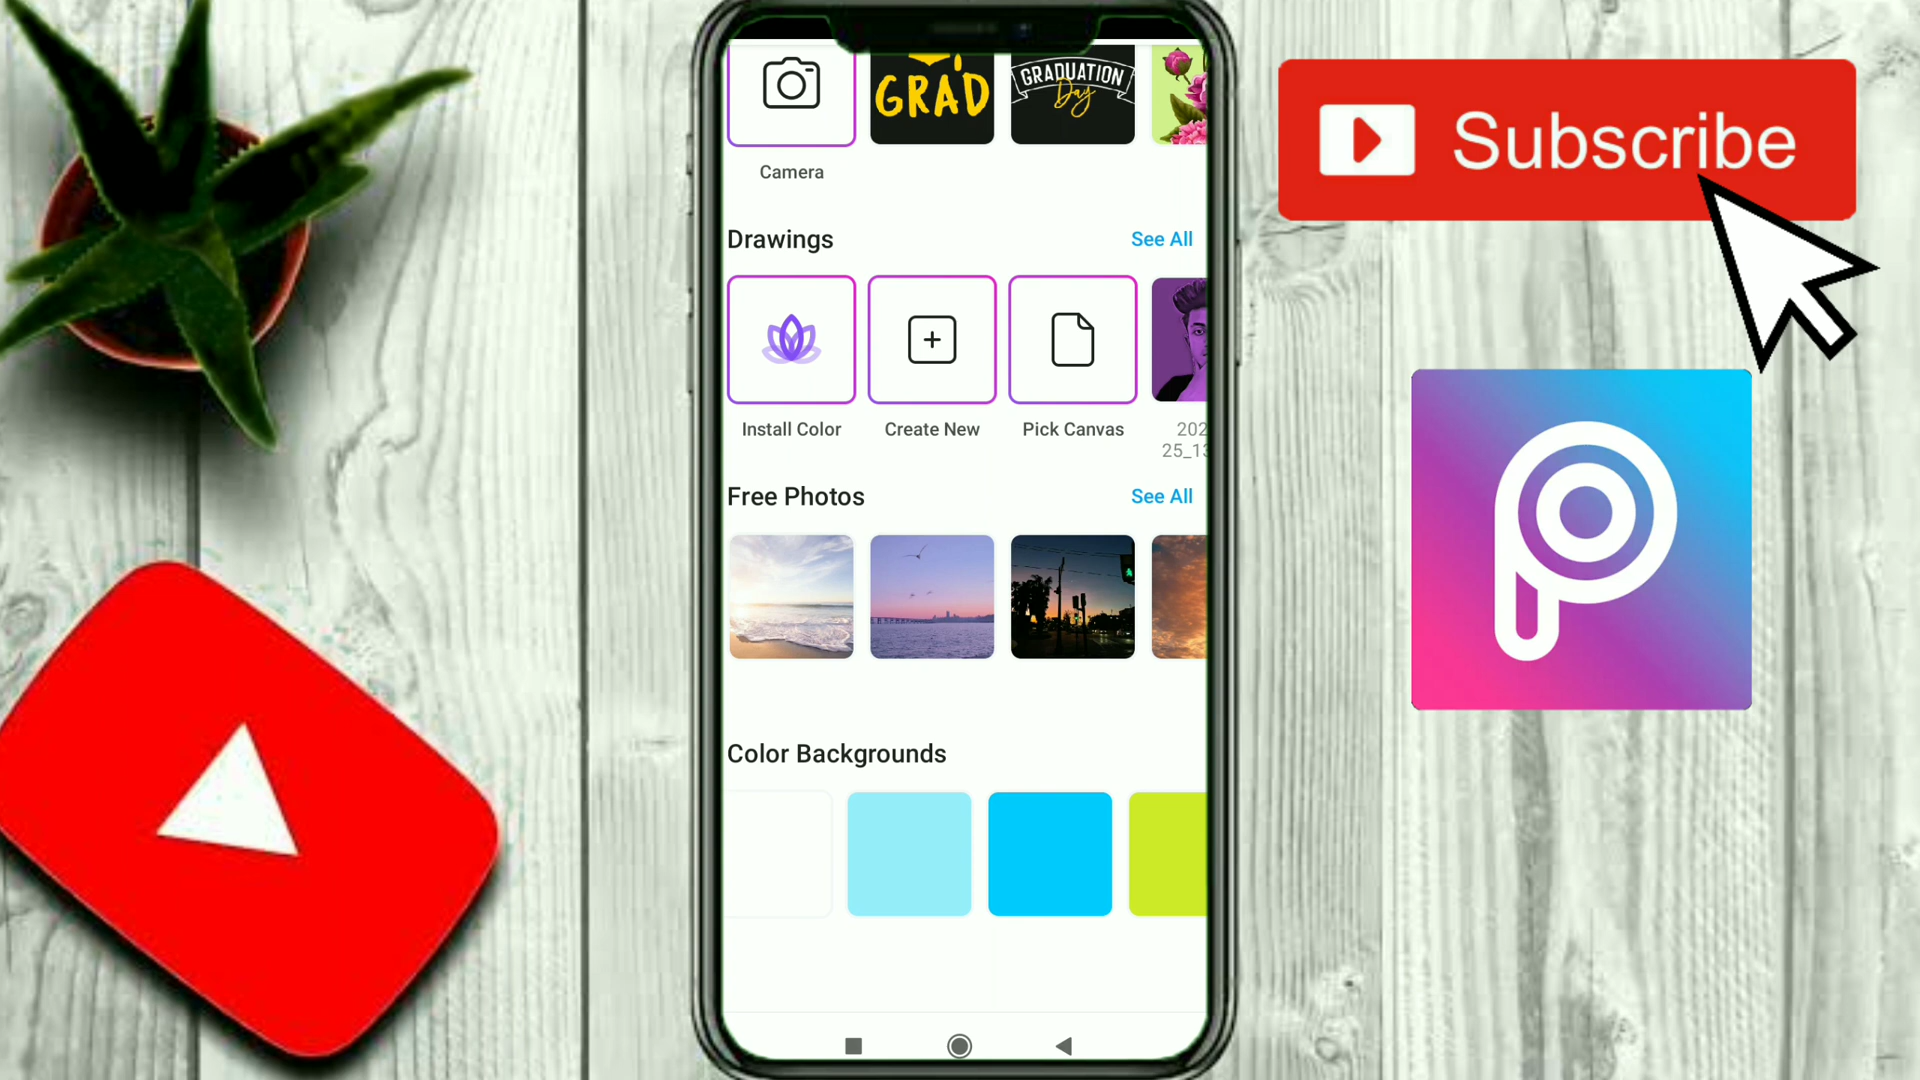 GRAD
GRADUATION
Day
Camera
Drawings
See All
Install Color
Create New
Pick Canvas
202
25_13
Free Photos
See All
Color Backgrounds
Subscribe